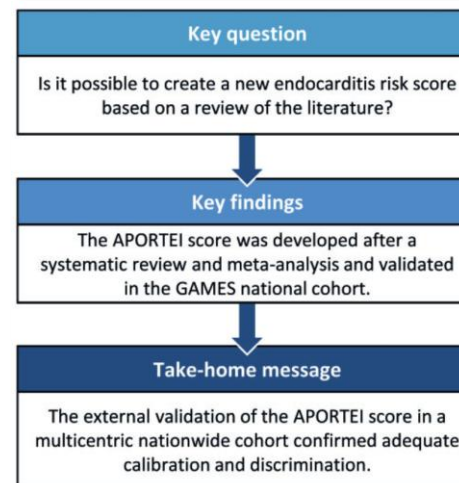 Key question
Is it possible to create a new endocarditis risk score
based on a review of the literature?
Key findings
The APORTEI score was developed after a
systematic review and meta-analysis and validated
in the GAMES national cohort.
Take-home message
The external validation of the APORTEI score in a
multicentric nationwide cohort confirmed adequate
calibration and discrimination.